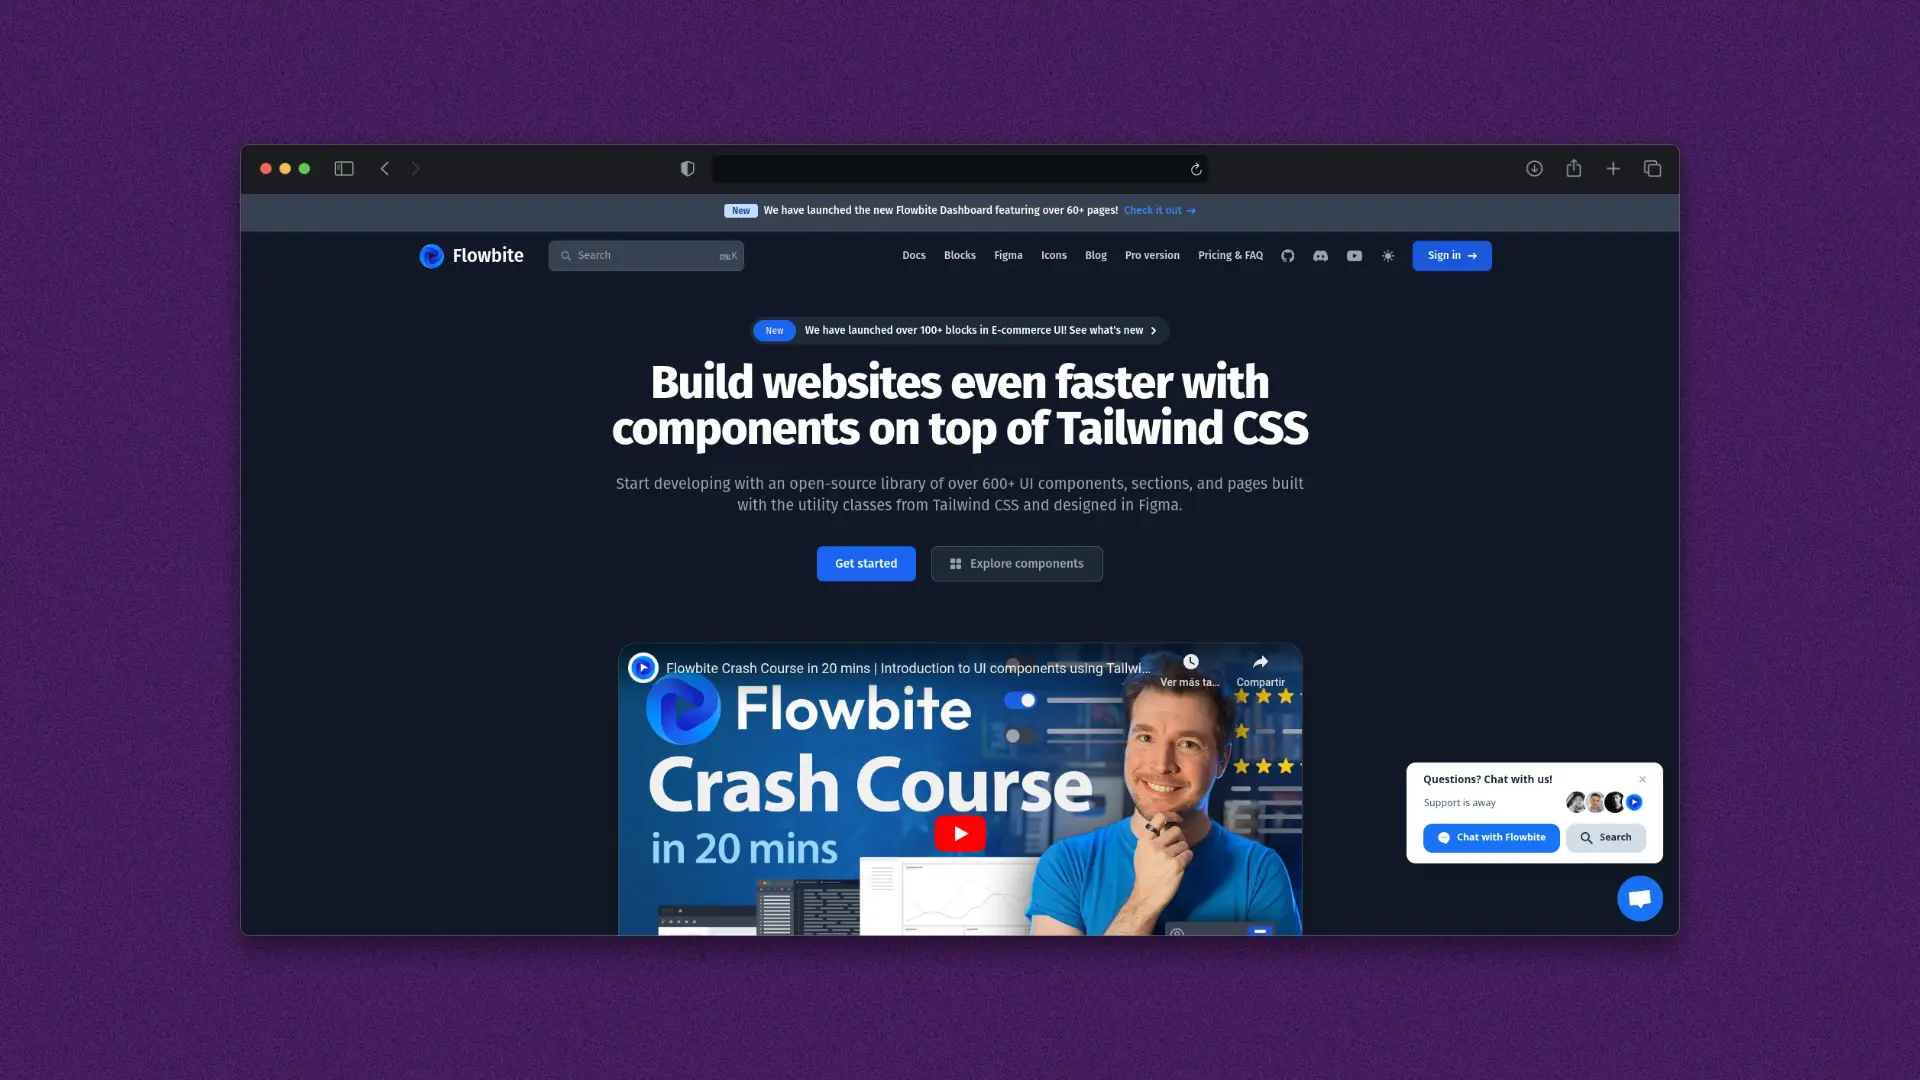 New We have launched the new Flowbite Dashboard featuring over 60+ pages! Check it out →
Flowbite Search K Docs Blocks Figma Icons Blog Pro version Pricing & FAQ Sign in →
New We have launched over 100+ blocks in E-commerce UI! See what's new
Build websites even faster with
components on top of Tailwind CSS
Start developing with an open-source library of over 600+ UI components, sections, and pages built
with the utility classes from Tailwind CSS and designed in Figma.
Get started Explore components
Flowbite Crash Course in 20 mins | Introduction to UI components using Tailwi...
Ver más ta... Compartir
Flowbite
Crash Course
in 20 mins
Questions? Chat with us!
Support is away
Chat with Flowbite Search